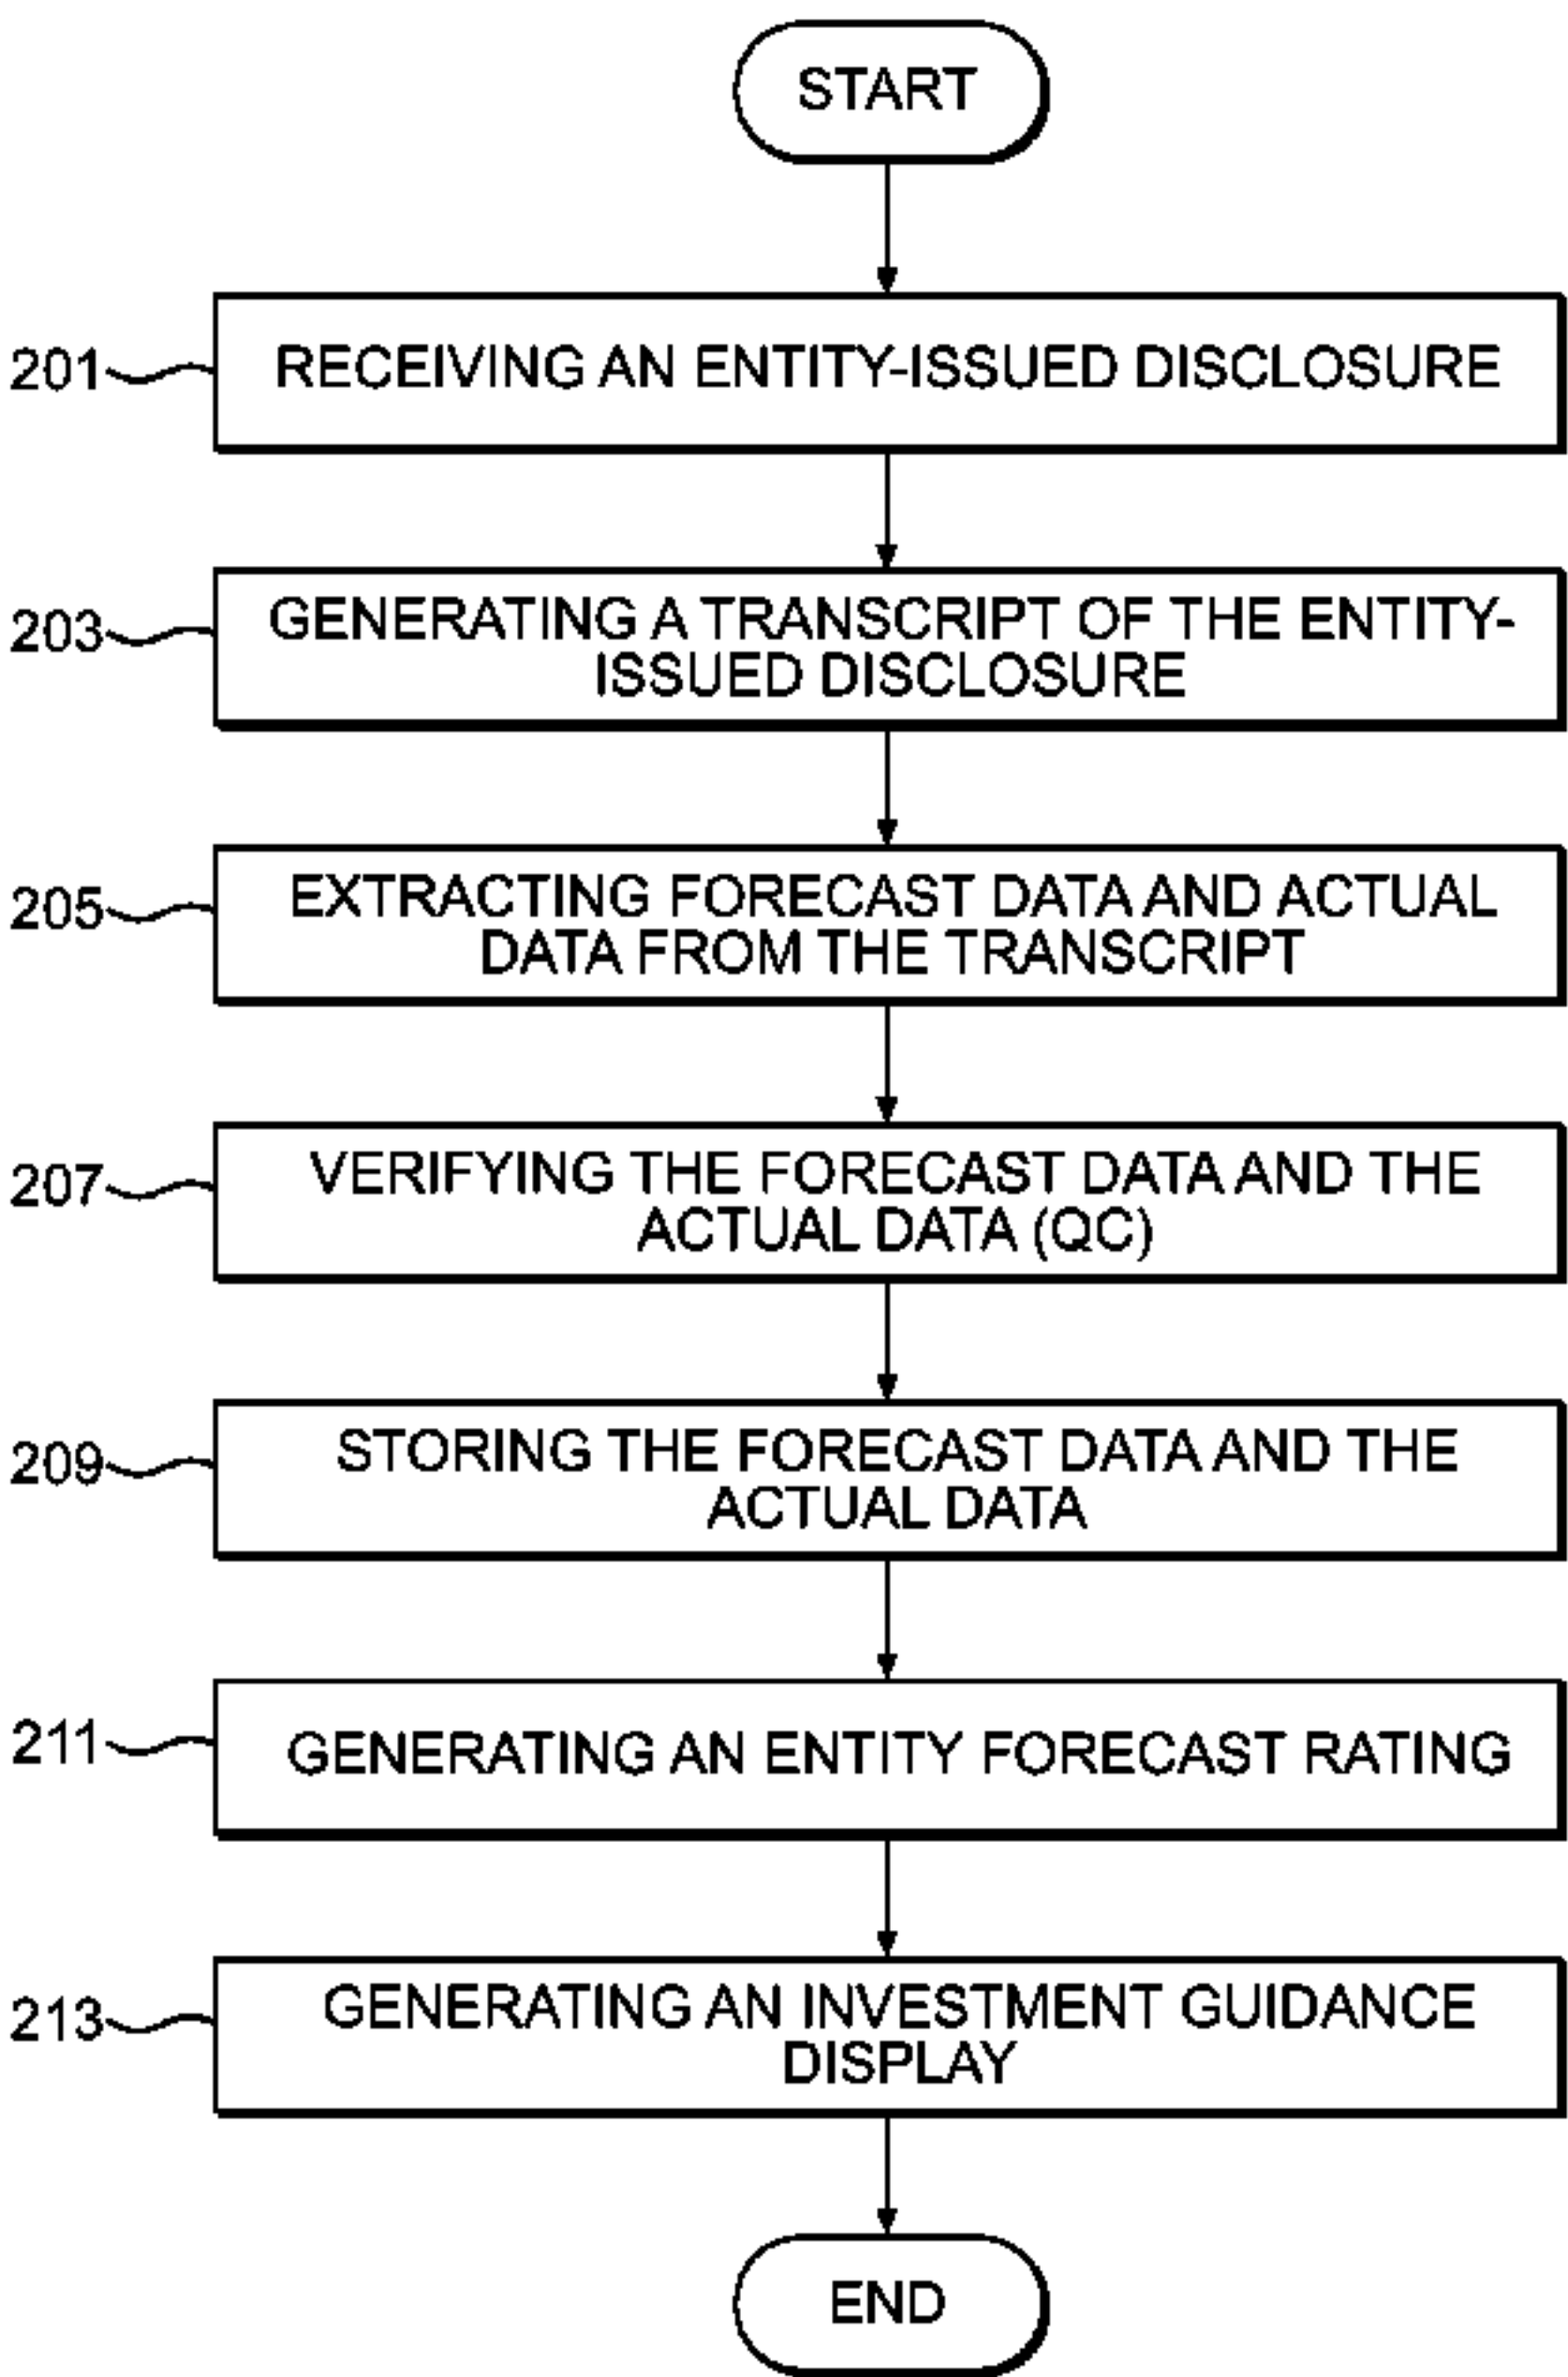 START
201
RECEIVING AN ENTITY-ISSUED DISCLOSURE
203
GENERATING A TRANSCRIPT OF THE ENTITY-
ISSUED DISCLOSURE
205
EXTRACTING FORECAST DATA AND ACTUAL
DATA FROM THE TRANSCRIPT
207
VERIFYING THE FORECAST DATA AND THE
ACTUAL DATA (QC)
209
STORING THE FORECAST DATA AND THE
ACTUAL DATA
211
GENERATING AN ENTITY FORECAST RATING
213
GENERATING AN INVESTMENT GUIDANCE
DISPLAY
END